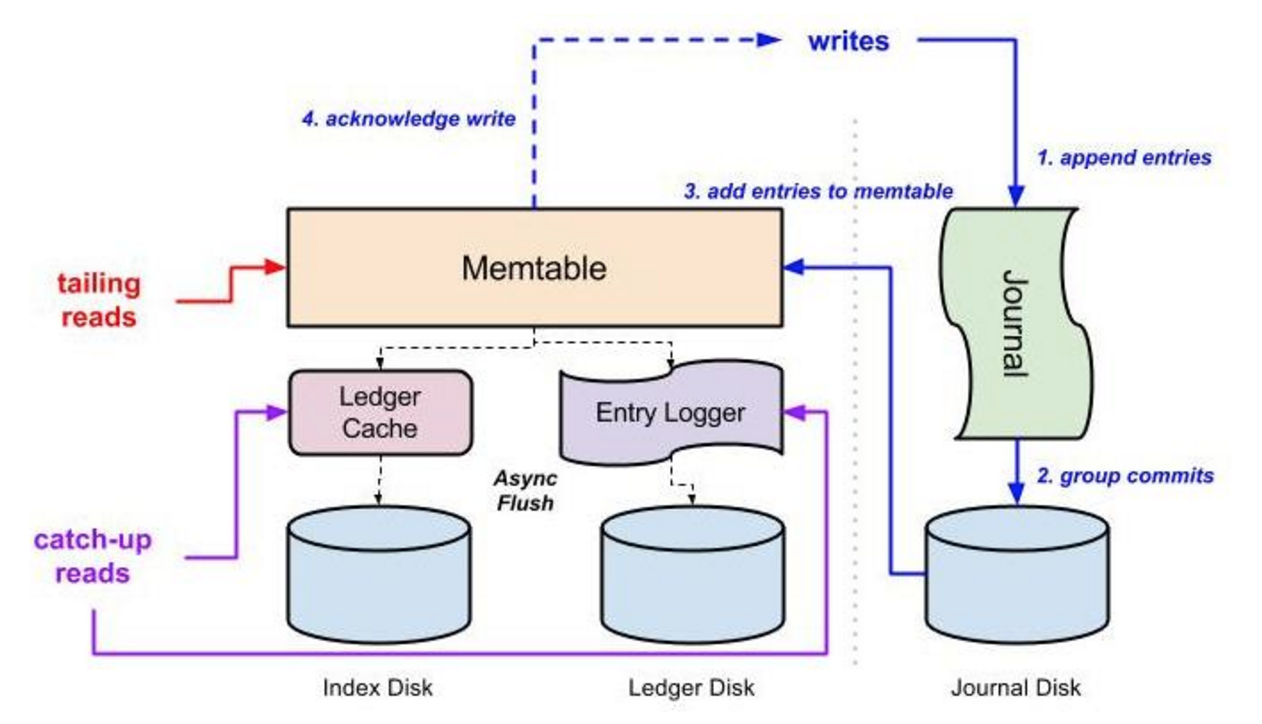 writes
4. acknowledge write
1. append entries
3. add entries to memtable
Memtable
tailing
reads
Journal
Ledger
Cache
Entry Logger
Async
Flush
2. group commits
catch-up
reads
Index Disk
Ledger Disk
Journal Disk